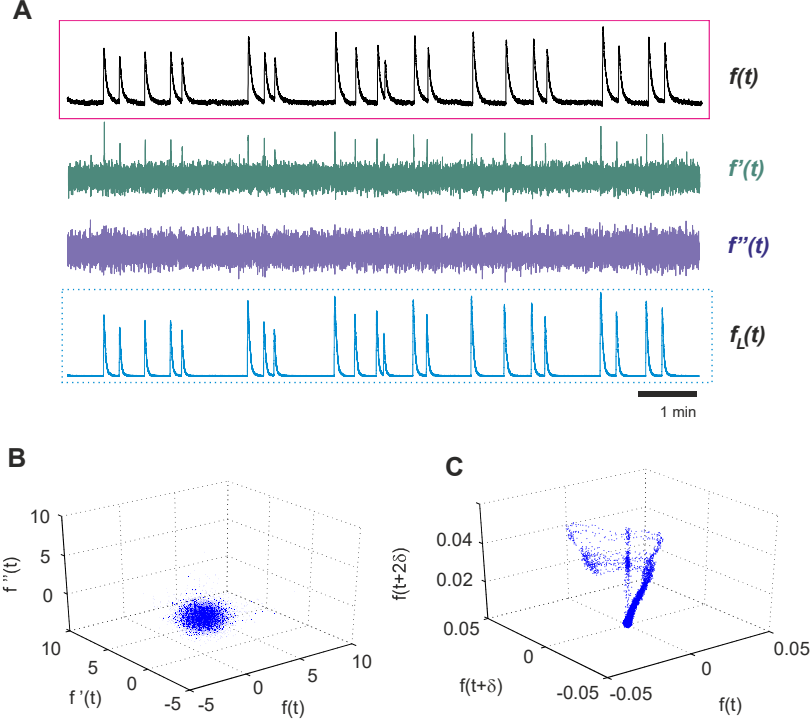 A
f(t)
f'(t)
f''(t)
f_L(t)
1 min
B
10
5
0
f ''(t)
10
5
0
-5
f '(t)
-5
0
5
10
f(t)
C
0.04
0.02
f(t+2δ)
0.05
0
-0.05
f(t+δ)
-0.05
0
0.05
f(t)